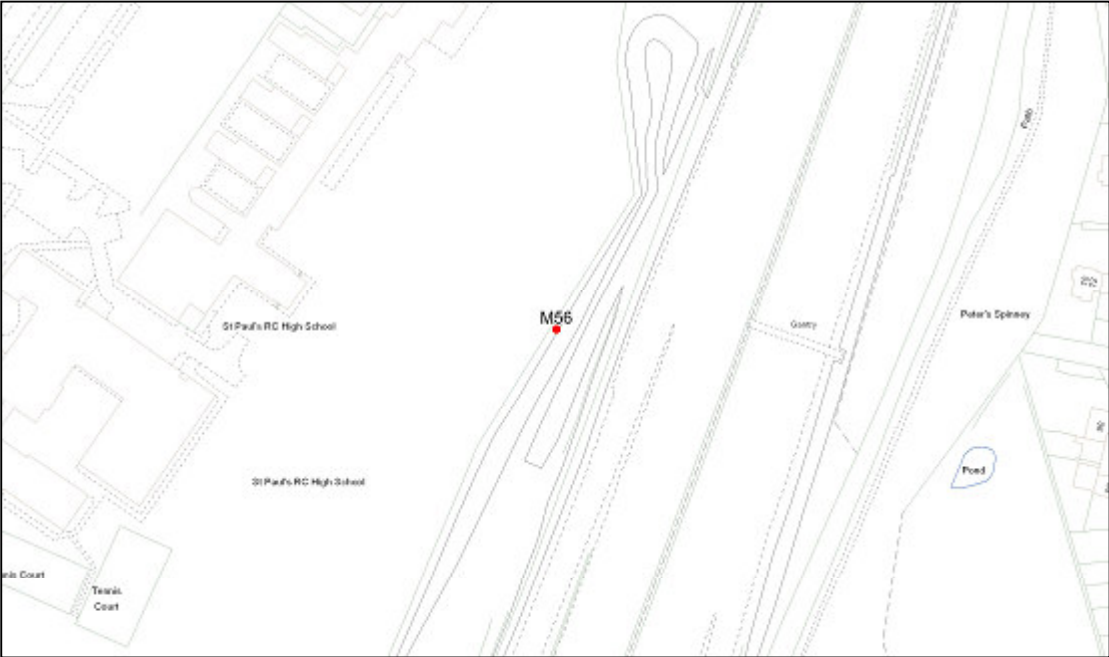 Path
M56
St Paul's RC High School
Gantry
Peter's Spinney
Pond
St Paul's RC High School
nis Court
Tennis
Court